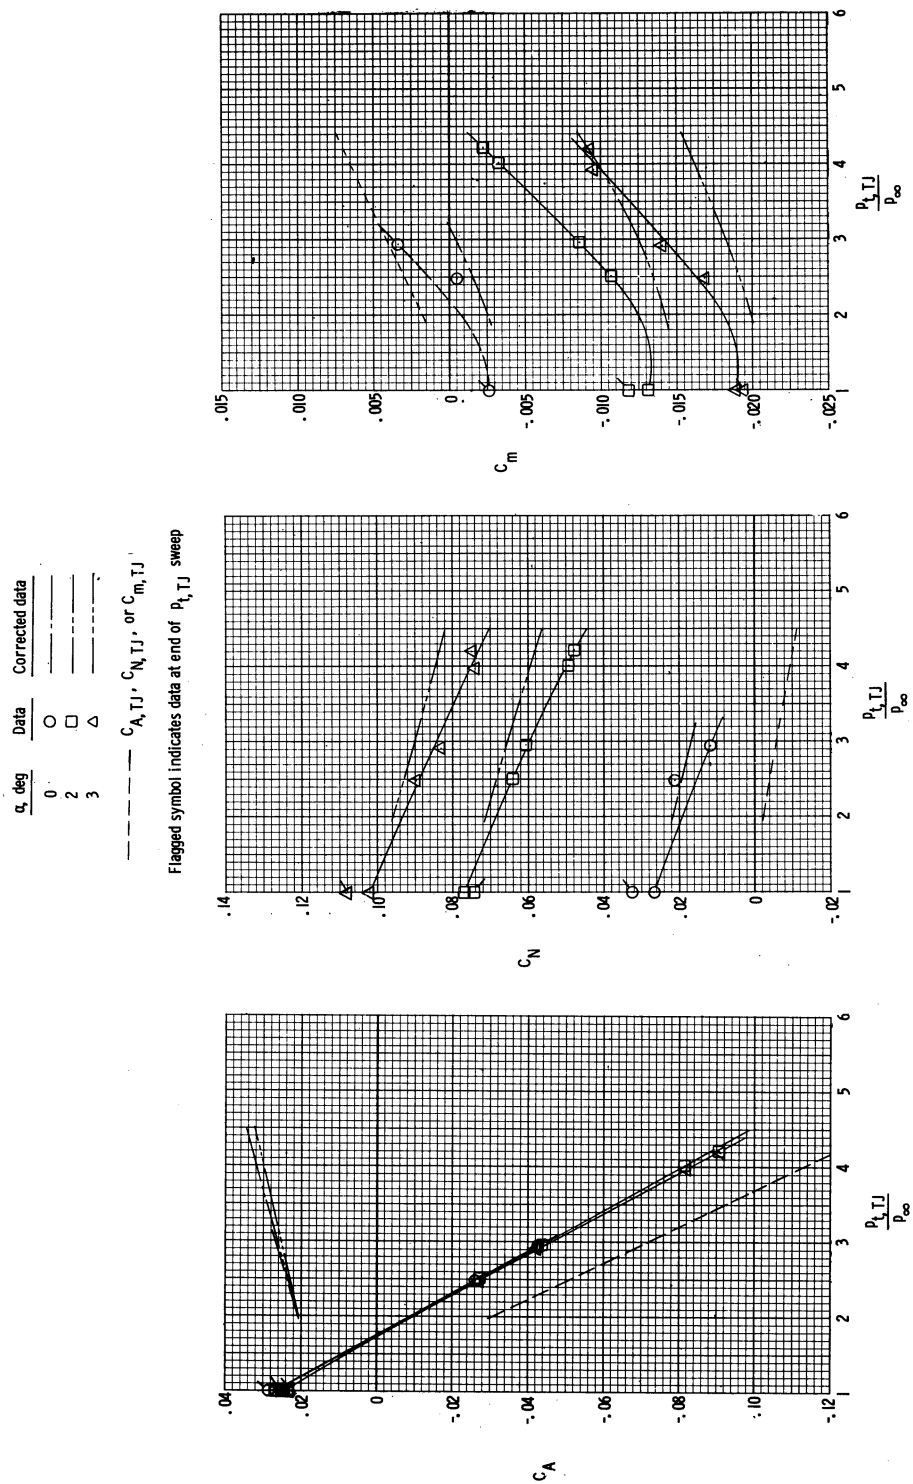 α, deg Data Corrected data
0
2
3
C_A,TJ, C_N,TJ, or C_m,TJ
Flagged symbol indicates data at end of p_t,TJ sweep
.04
.02
0
-.02
-.04
-.06
-.08
-.10
-.12
C_A
1 2 3 4 5 6
p_t,TJ
p_∞
.14
.12
.10
.08
.06
.04
.02
0
-.02
C_N
1 2 3 4 5 6
p_t,TJ
p_∞
.015
.010
.005
0
-.005
-.010
-.015
-.020
-.025
C_m
1 2 3 4 5 6
p_t,TJ
p_∞